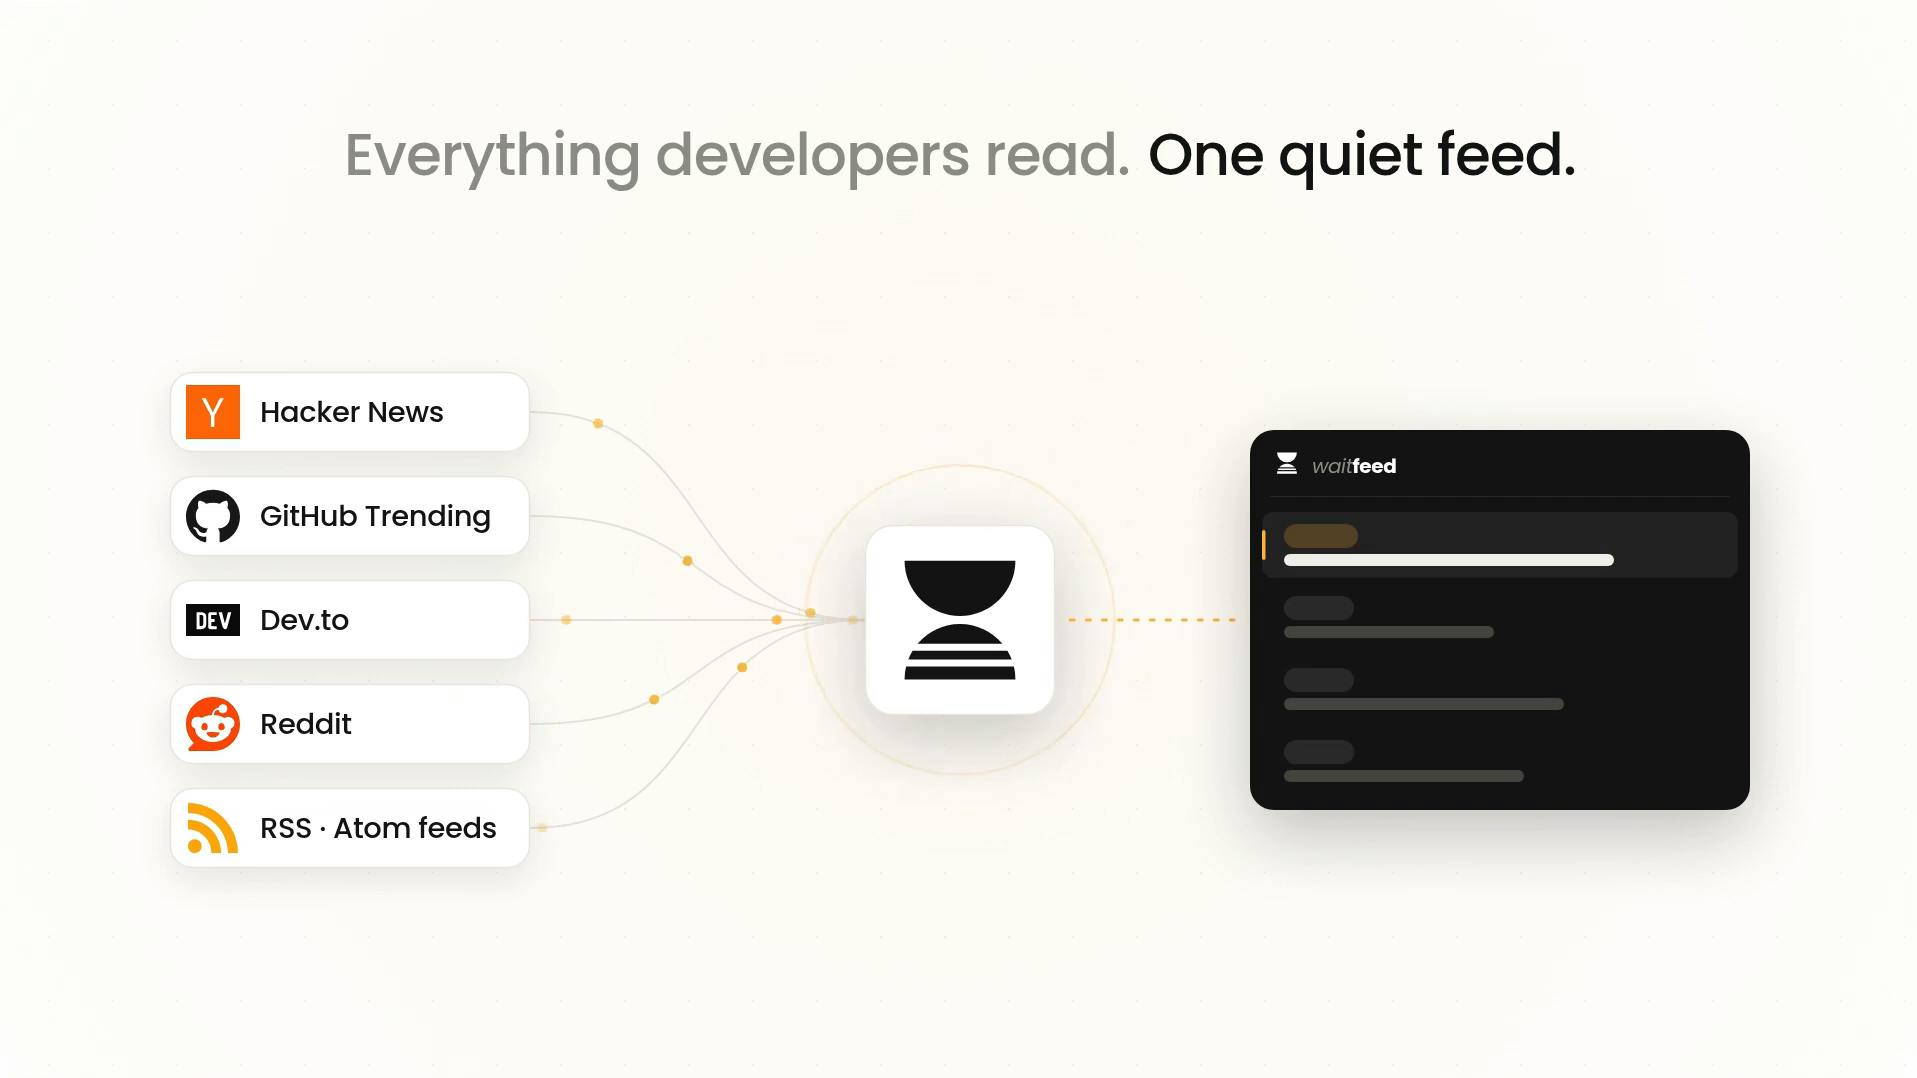 Everything developers read. One quiet feed.
Y Hacker News
GitHub Trending
DEV Dev.to
Reddit
RSS · Atom feeds
waitfeed